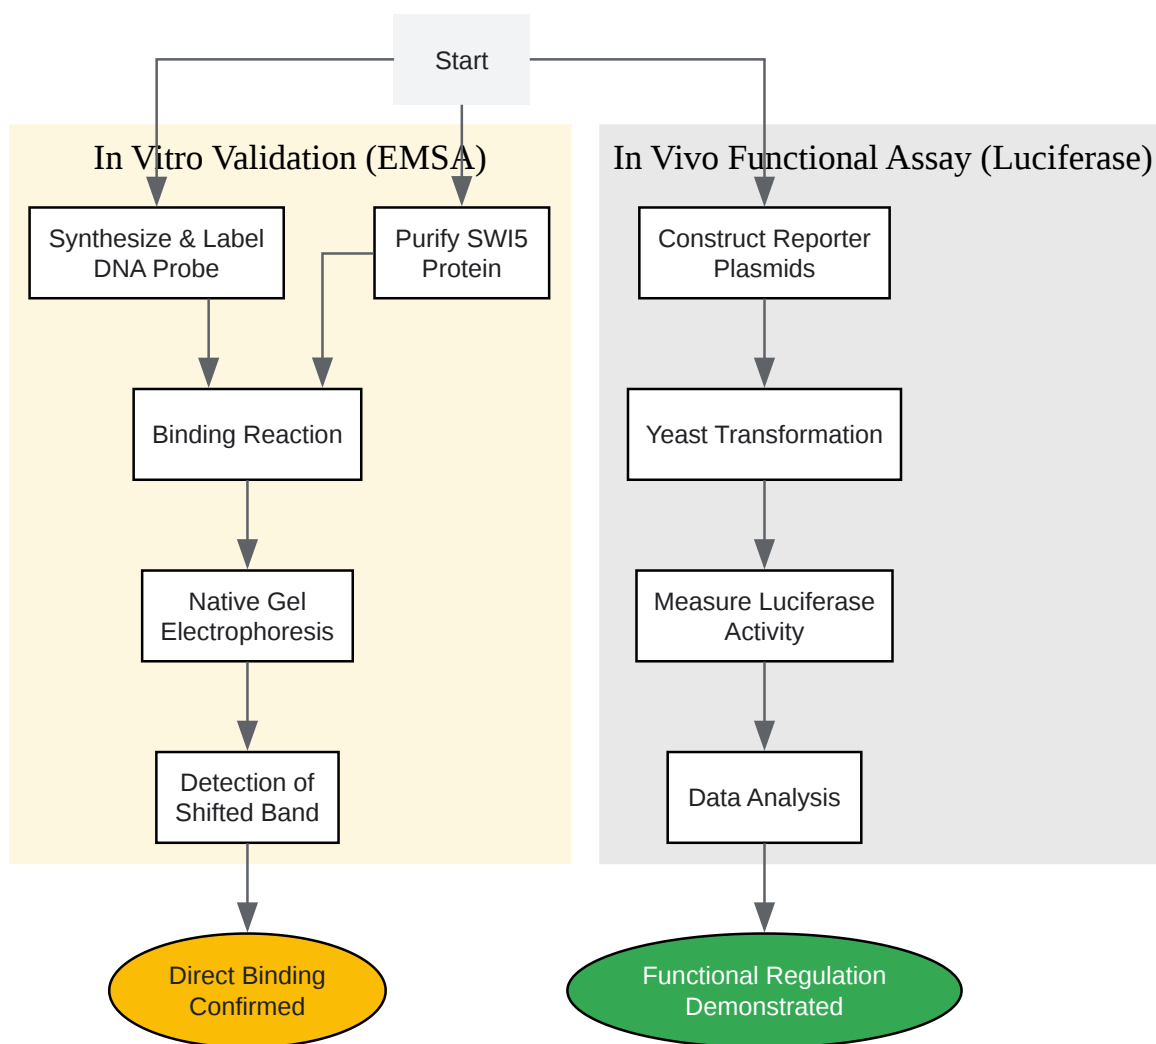 Start
In Vitro Validation (EMSA)
In Vivo Functional Assay (Luciferase)
Synthesize & Label
DNA Probe
Purify SWI5
Protein
Construct Reporter
Plasmids
Binding Reaction
Yeast Transformation
Native Gel
Electrophoresis
Measure Luciferase
Activity
Detection of
Shifted Band
Data Analysis
Direct Binding
Confirmed
Functional Regulation
Demonstrated